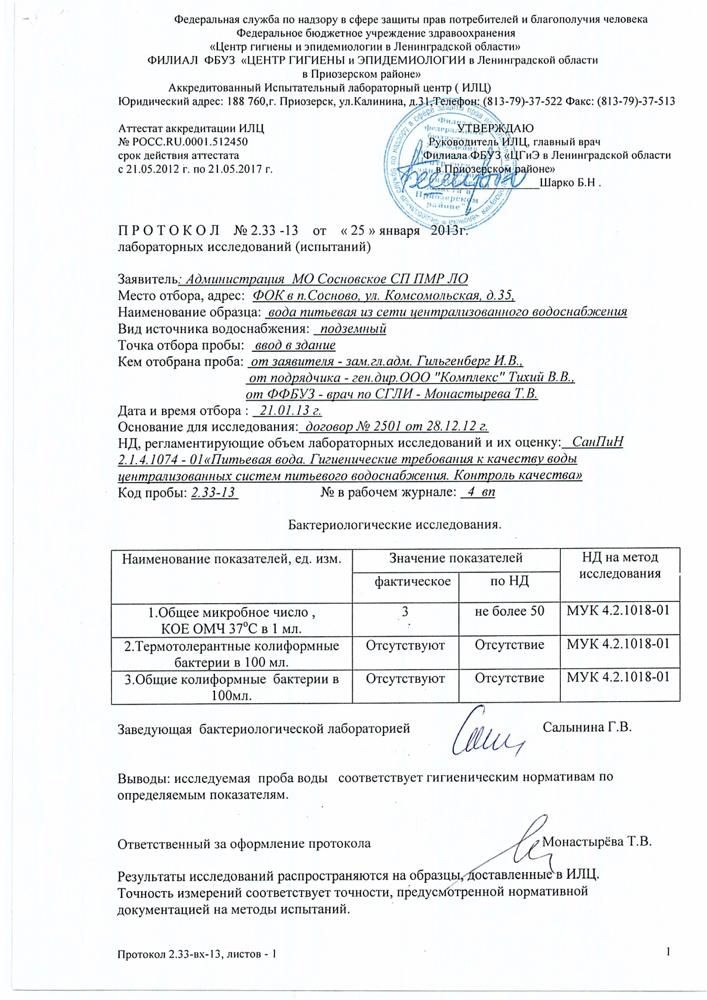 Федеральная служба по надзору в сфере защиты прав потребителей и благополучия человека
Федеральное бюджетное учреждение здравоохранения
«Центр гигиены и эпидемиологии в Ленинградской области»
ФИЛИАЛ ФБУЗ «ЦЕНТР ГИГИЕНЫ и ЭПИДЕМИОЛОГИИ в Ленинградской области
в Приозерском районе»
Аккредитованный Испытательный лабораторный центр ( ИЛЦ)
Юридический адрес: 188 760,г. Приозерск, ул.Калинина, д.31,Телефон: (813-79)-37-522 Факс: (813-79)-37-513
Аттестат аккредитации ИЛЦ
№ РОСС.RU.0001.512450
срок действия аттестата
с 21.05.2012 г. по 21.05.2017 г.
УТВЕРЖДАЮ
Руководитель ИЛЦ, главный врач
Филиала ФБУЗ «ЦГиЭ в Ленинградской области
в Приозерском районе»
Шарко Б.Н .
П Р О Т О К О Л № 2.33 -13 от « 25 » января 2013г.
лабораторных исследований (испытаний)
Заявитель: Администрация МО Сосновское СП ПМР ЛО
Место отбора, адрес: ФОК в п.Сосново, ул. Комсомольская, д.35,
Наименование образца: вода питьевая из сети централизованного водоснабжения
Вид источника водоснабжения: подземный
Точка отбора пробы: ввод в здание
Кем отобрана проба: от заявителя - зам.гл.адм. Гильгенберг И.В.,
от подрядчика - ген.дир.ООО "Комплекс" Тихий В.В.,
от ФФБУЗ - врач по СГЛИ - Монастырева Т.В.
Дата и время отбора : 21.01.13 г.
Основание для исследования: договор № 2501 от 28.12.12 г.
НД, регламентирующие объем лабораторных исследований и их оценку: СанПиН
2.1.4.1074 - 01«Питьевая вода. Гигиенические требования к качеству воды
централизованных систем питьевого водоснабжения. Контроль качества»
Код пробы: 2.33-13 № в рабочем журнале: 4 вп
Бактериологические исследования.
Наименование показателей, ед. изм.
Значение показателей
НД на метод
исследования
фактическое
по НД
1.Общее микробное число ,
КОЕ ОМЧ 37ºС в 1 мл.
3
не более 50
МУК 4.2.1018-01
2.Термотолерантные колиформные
бактерии в 100 мл.
Отсутствуют
Отсутствие
МУК 4.2.1018-01
3.Общие колиформные бактерии в
100мл.
Отсутствуют
Отсутствие
МУК 4.2.1018-01
Заведующая бактериологической лабораторией Салынина Г.В.
Выводы: исследуемая проба воды соответствует гигиеническим нормативам по
определяемым показателям.
Ответственный за оформление протокола Монастырёва Т.В.
Результаты исследований распространяются на образцы, доставленные в ИЛЦ.
Точность измерений соответствует точности, предусмотренной нормативной
документацией на методы испытаний.
Протокол 2.33-вх-13, листов - 1
1